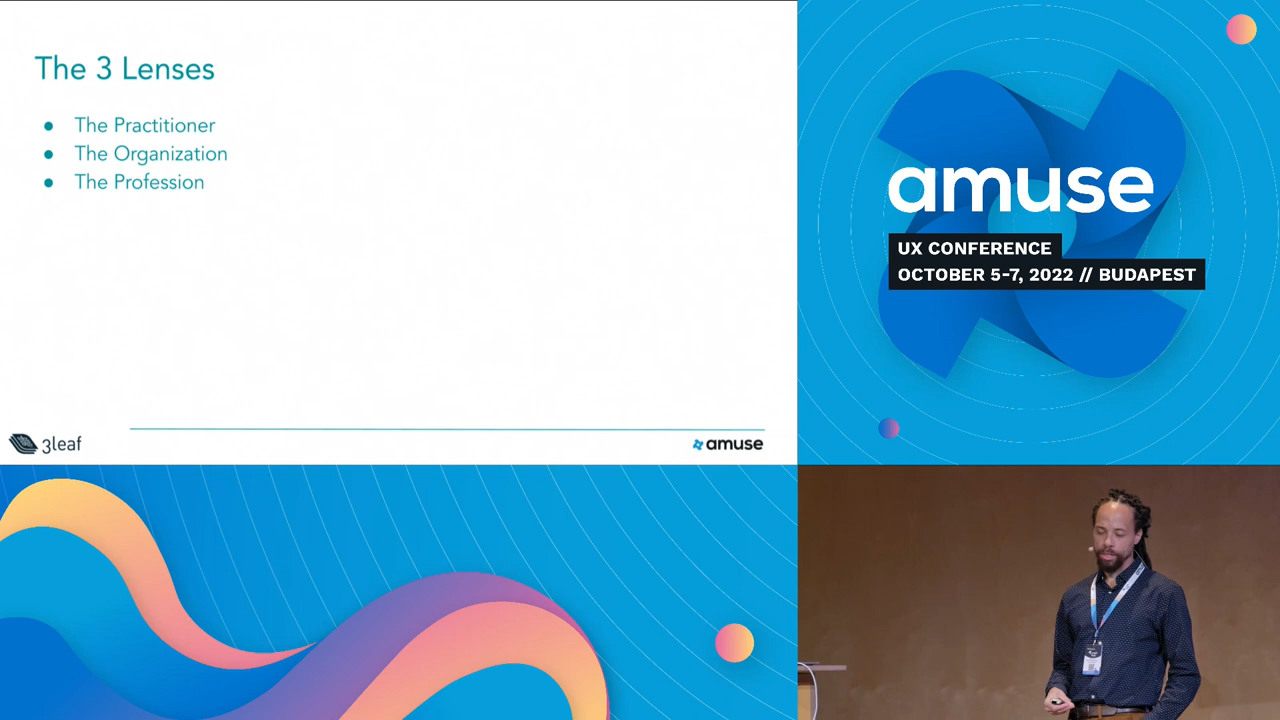 The 3 Lenses
● The Practitioner
● The Organization
● The Profession
3leaf
amuse
amuse
UX CONFERENCE
OCTOBER 5-7, 2022 // BUDAPEST